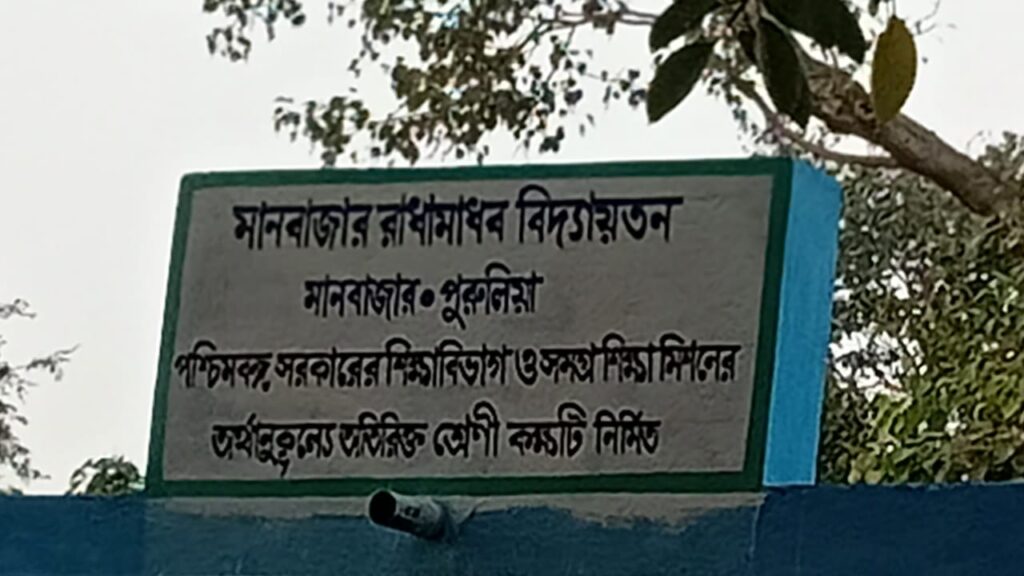 মানবাজার রাধামাধব বিদ্যায়তন
মানবাজার • পুরুলিয়া
পশ্চিমবঙ্গ সরকারের শিক্ষাবিভাগ ও সমগ্র শিক্ষা মিশনের
অর্থানুকূল্যে অতিরিক্ত শ্রেণী কক্ষটি নির্মিত